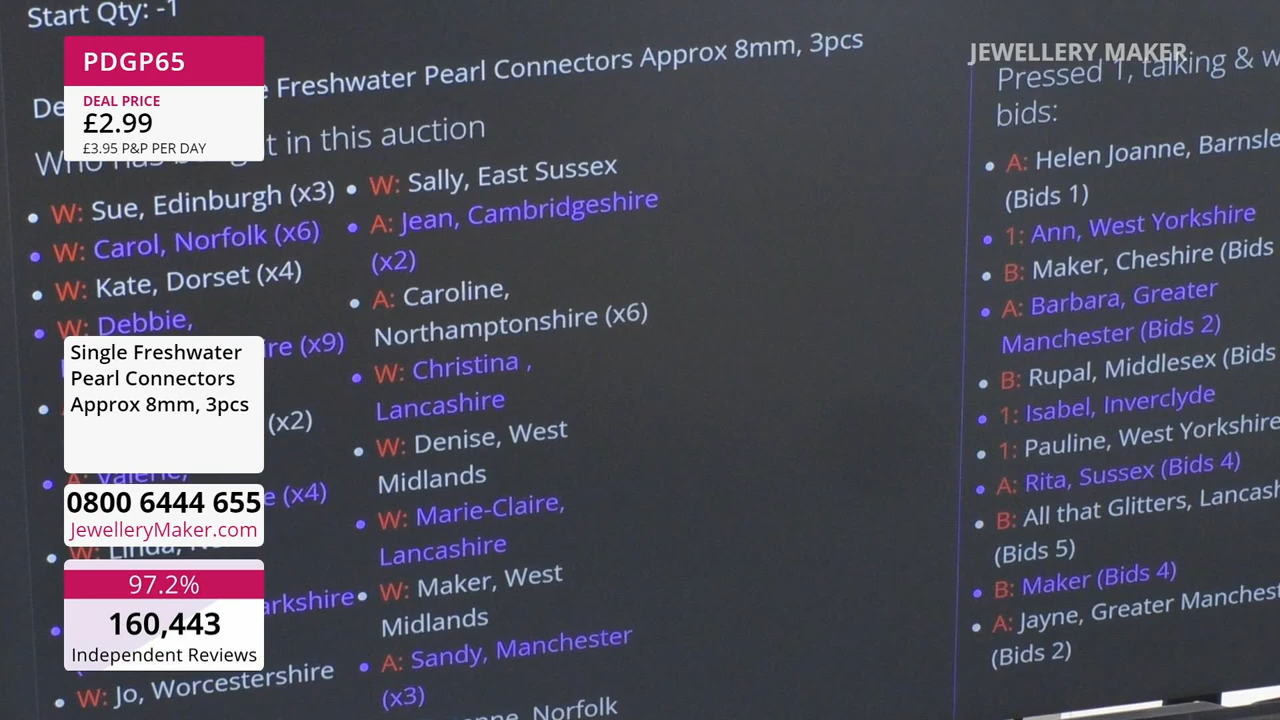 Start Qty: -1
PDGP65
DEAL PRICE
£2.99
£3.95 P&P PER DAY
Freshwater Pearl Connectors Approx 8mm, 3pcs
in this auction
W: Sue, Edinburgh (x3)
W: Carol, Norfolk (x6)
W: Kate, Dorset (x4)
W: Debbie,
(x9)
(x2)
A: Valerie,
(x4)
W: Linda,
W: Jo, Worcestershire
Single Freshwater
Pearl Connectors
Approx 8mm, 3pcs
0800 6444 655
JewelleryMaker.com
97.2%
160,443
Independent Reviews
W: Sally, East Sussex
A: Jean, Cambridgeshire
(x2)
A: Caroline,
Northamptonshire (x6)
W: Christina ,
Lancashire
W: Denise, West
Midlands
W: Marie-Claire,
Lancashire
W: Maker, West
Midlands
A: Sandy, Manchester
(x3)
Norfolk
JEWELLERY MAKER
Pressed 1, talking &
bids:
A: Helen Joanne,
(Bids 1)
1: Ann, West Yorkshire
B: Maker, Cheshire (Bids
A: Barbara, Greater
Manchester (Bids 2)
B: Rupal, Middlesex (Bids
1: Isabel, Inverclyde
1: Pauline, West Yorkshire
A: Rita, Sussex (Bids 4)
B: All that Glitters,
(Bids 5)
B: Maker (Bids 4)
A: Jayne, Greater
(Bids 2)